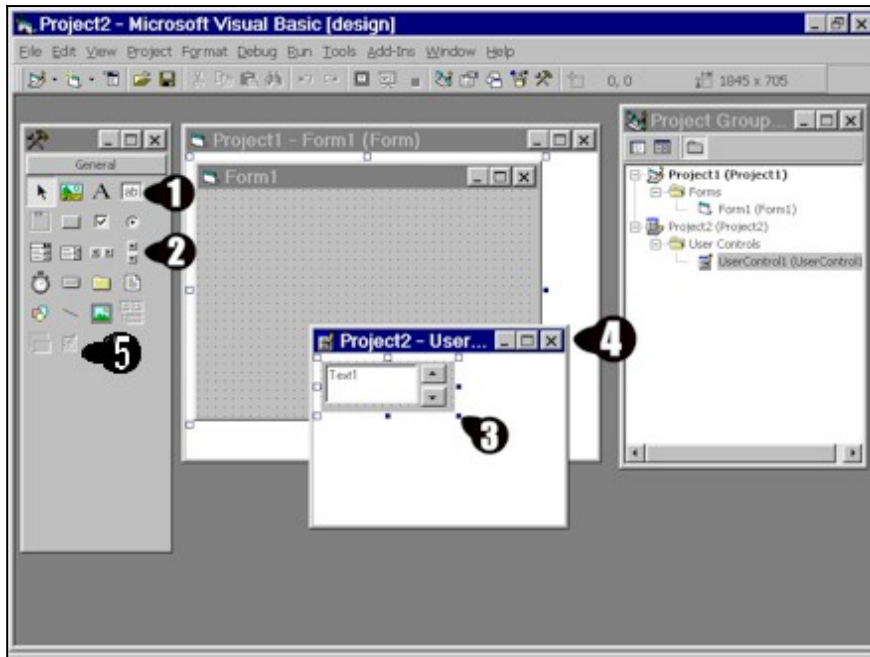 Project2 - Microsoft Visual Basic [design]
File Edit View Project Format Debug Run Tools Add-Ins Window Help
0, 0 1845 x 705
General
A ab
1
2
5
Project1 - Form1 (Form)
Form1
Project2 - User...
4
Text1
3
Project Group...
Project1 (Project1)
Forms
Form1 (Form1)
Project2 (Project2)
User Controls
UserControl1 (UserControl